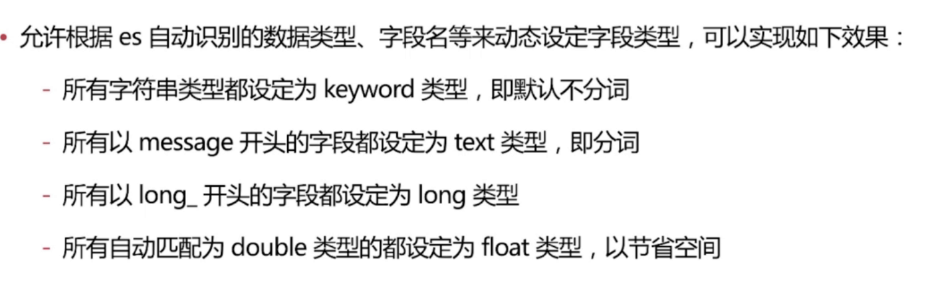 • 允许根据 es 自动识别的数据类型、字段名等来动态设定字段类型，可以实现如下效果：
- 所有字符串类型都设定为 keyword 类型，即默认不分词
- 所有以 message 开头的字段都设定为 text 类型，即分词
- 所有以 long_ 开头的字段都设定为 long 类型
- 所有自动匹配为 double 类型的都设定为 float 类型，以节省空间